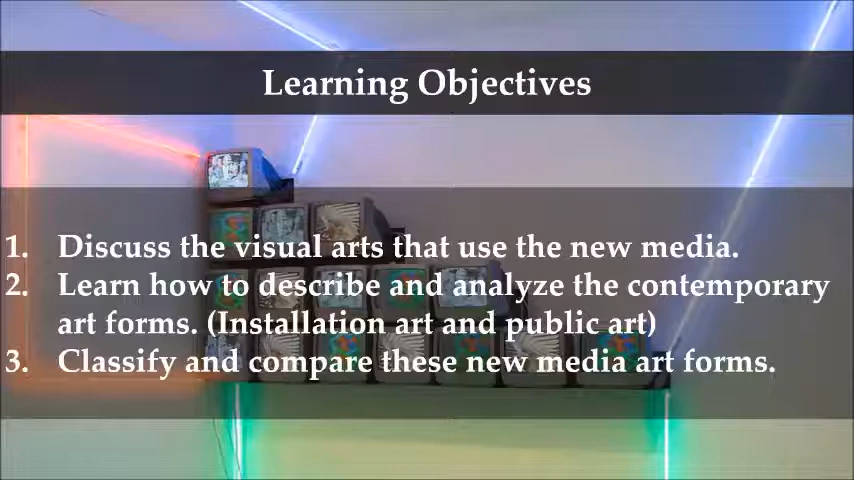 Learning Objectives
1. Discuss the visual arts that use the new media.
2. Learn how to describe and analyze the contemporary
art forms. (Installation art and public art)
3. Classify and compare these new media art forms.